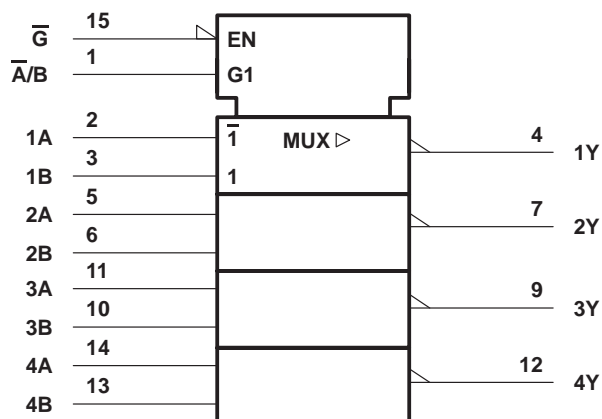 G̅ 15 EN
A̅/B 1 G1
1A 2 1̅ MUX ▷ 4 1Y
1B 3 1
2A 5 7 2Y
2B 6
3A 11 9 3Y
3B 10
4A 14 12 4Y
4B 13